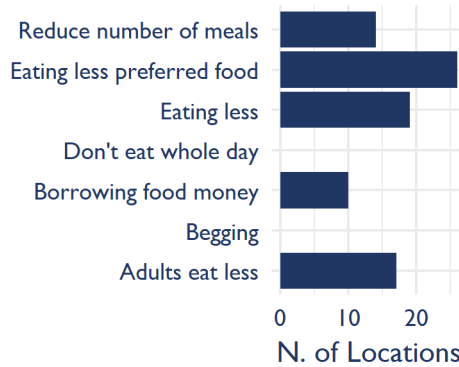 Reduce number of meals
Eating less preferred food
Eating less
Don't eat whole day
Borrowing food money
Begging
Adults eat less
0 10 20
N. of Locations